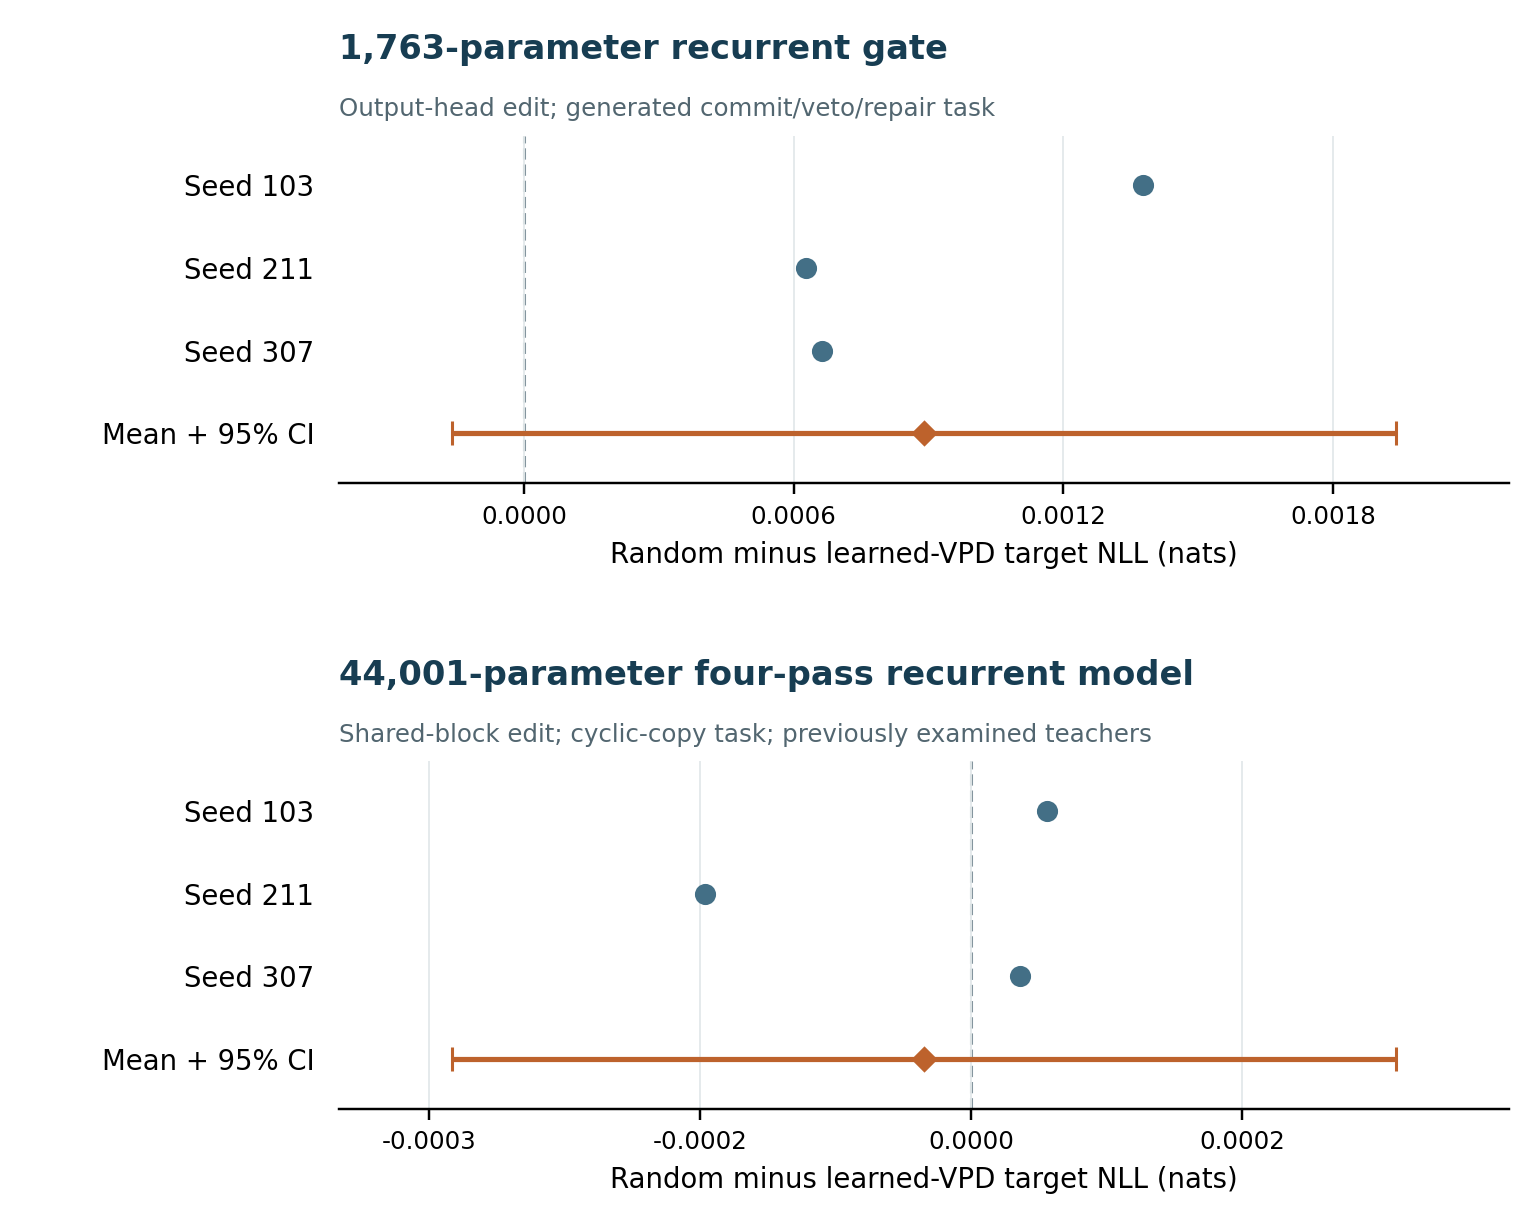 1,763-parameter recurrent gate
Output-head edit; generated commit/veto/repair task
Seed 103
Seed 211
Seed 307
Mean + 95% CI
0.0000 0.0006 0.0012 0.0018
Random minus learned-VPD target NLL (nats)
44,001-parameter four-pass recurrent model
Shared-block edit; cyclic-copy task; previously examined teachers
Seed 103
Seed 211
Seed 307
Mean + 95% CI
-0.0003 -0.0002 0.0000 0.0002
Random minus learned-VPD target NLL (nats)